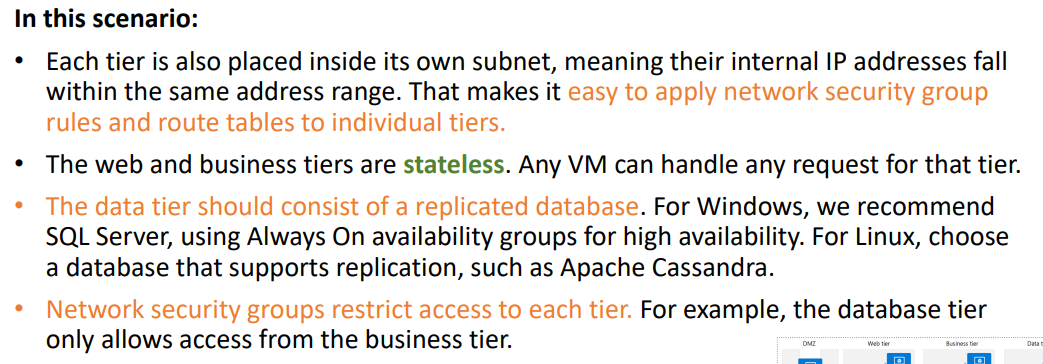 In this scenario:
• Each tier is also placed inside its own subnet, meaning their internal IP addresses fall
within the same address range. That makes it easy to apply network security group
rules and route tables to individual tiers.
• The web and business tiers are stateless. Any VM can handle any request for that tier.
• The data tier should consist of a replicated database. For Windows, we recommend
SQL Server, using Always On availability groups for high availability. For Linux, choose
a database that supports replication, such as Apache Cassandra.
• Network security groups restrict access to each tier. For example, the database tier
only allows access from the business tier.
DMZ Web tier Business tier Data t